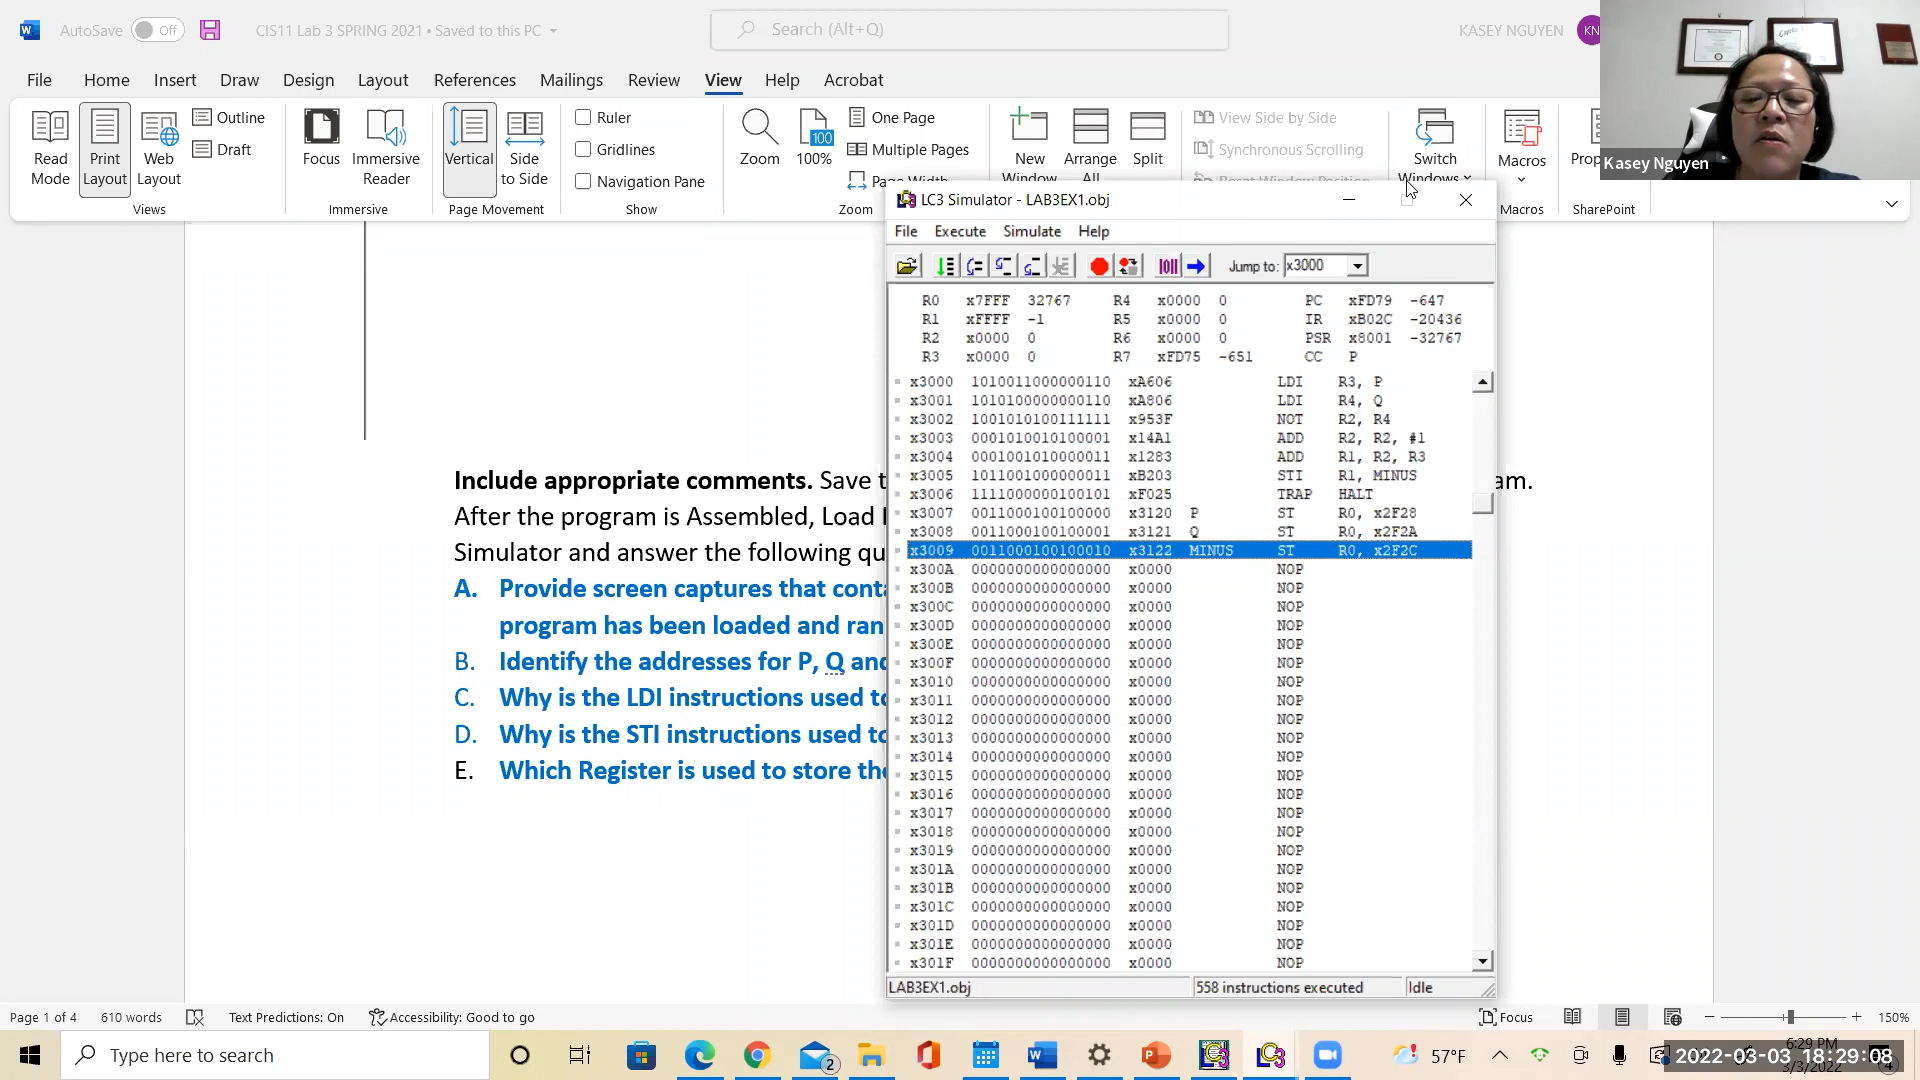 AutoSave Off CIS11 Lab 3 SPRING 2021 • Saved to this PC Search (Alt+Q) KASEY NGUYEN KN
File Home Insert Draw Design Layout References Mailings Review View Help Acrobat
Read Mode
Print Layout
Web Layout
Outline
Draft
Views
Focus
Immersive Reader
Immersive
Vertical
Side to Side
Page Movement
Ruler
Gridlines
Navigation Pane
Show
Zoom
100
100%
One Page
Multiple Pages
Page Width
Zoom
New Window
Arrange All
Split
View Side by Side
Synchronous Scrolling
Reset Window Position
Switch Windows
Macros
Macros
SharePoint
Kasey Nguyen
LC3 Simulator - LAB3EX1.obj
File Execute Simulate Help
Jump to: x3000
R0 x7FFF 32767 R4 x0000 0 PC xFD79 -647
R1 xFFFF -1 R5 x0000 0 IR xB02C -20436
R2 x0000 0 R6 x0000 0 PSR x8001 -32767
R3 x0000 0 R7 xFD75 -651 CC P
x3000 1010011000000110 xA606 LDI R3, P
x3001 1010100000000110 xA806 LDI R4, Q
x3002 1001010100111111 x953F NOT R2, R4
x3003 0001010010100001 x14A1 ADD R2, R2, #1
x3004 0001001010000011 x1283 ADD R1, R2, R3
x3005 1011001000000011 xB203 STI R1, MINUS
x3006 1111000000100101 xF025 TRAP HALT
x3007 0011000100100000 x3120 P ST R0, x2F28
x3008 0011000100100001 x3121 Q ST R0, x2F2A
x3009 0011000100100010 x3122 MINUS ST R0, x2F2C
x300A 0000000000000000 x0000 NOP
x300B 0000000000000000 x0000 NOP
x300C 0000000000000000 x0000 NOP
x300D 0000000000000000 x0000 NOP
x300E 0000000000000000 x0000 NOP
x300F 0000000000000000 x0000 NOP
x3010 0000000000000000 x0000 NOP
x3011 0000000000000000 x0000 NOP
x3012 0000000000000000 x0000 NOP
x3013 0000000000000000 x0000 NOP
x3014 0000000000000000 x0000 NOP
x3015 0000000000000000 x0000 NOP
x3016 0000000000000000 x0000 NOP
x3017 0000000000000000 x0000 NOP
x3018 0000000000000000 x0000 NOP
x3019 0000000000000000 x0000 NOP
x301A 0000000000000000 x0000 NOP
x301B 0000000000000000 x0000 NOP
x301C 0000000000000000 x0000 NOP
x301D 0000000000000000 x0000 NOP
x301E 0000000000000000 x0000 NOP
x301F 0000000000000000 x0000 NOP
LAB3EX1.obj 558 instructions executed Idle
Include appropriate comments. Save t am.
After the program is Assembled, Load
Simulator and answer the following qu
A. Provide screen captures that conta
program has been loaded and ran
B. Identify the addresses for P, Q and
C. Why is the LDI instructions used to
D. Why is the STI instructions used to
E. Which Register is used to store the
Page 1 of 4 610 words Text Predictions: On Accessibility: Good to go Focus 150%
Type here to search 2 57°F 6:29 PM
2022-03-03 18:29:08
3/3/2022 4